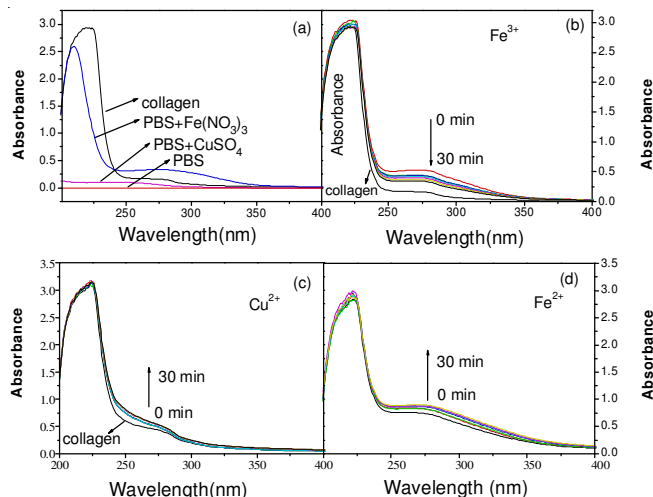 (a)
3.0
2.5
2.0
1.5
1.0
0.5
0.0
Absorbance
collagen
PBS+Fe(NO3)3
PBS+CuSO4
PBS
250 300 350 400
Wavelength(nm)
(b)
Fe3+
Absorbance
0 min
30 min
collagen
3.0
2.5
2.0
1.5
1.0
0.5
0.0
Absorbance
200 250 300 350 400
Wavelength(nm)
(c)
Cu2+
3.5
3.0
2.5
2.0
1.5
1.0
0.5
0.0
Absorbance
30 min
0 min
collagen
200 250 300 350 400
Wavelength(nm)
(d)
Fe2+
30 min
0 min
3.5
3.0
2.5
2.0
1.5
1.0
0.5
0.0
Absorbance
200 250 300 350 400
Wavelength (nm)